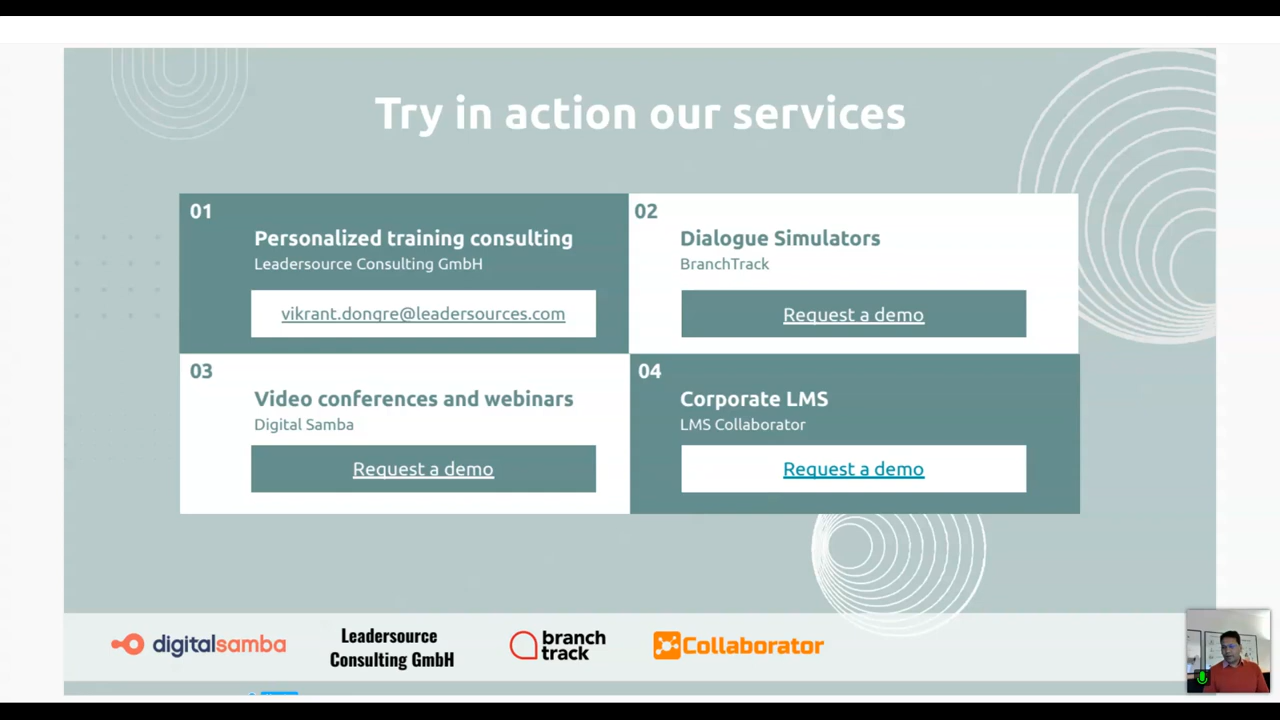 Try in action our services
01
Personalized training consulting
Leadersource Consulting GmbH
vikrant.dongre@leadersources.com
02
Dialogue Simulators
BranchTrack
Request a demo
03
Video conferences and webinars
Digital Samba
Request a demo
04
Corporate LMS
LMS Collaborator
Request a demo
digitalsamba
Leadersource
Consulting GmbH
branch
track
Collaborator